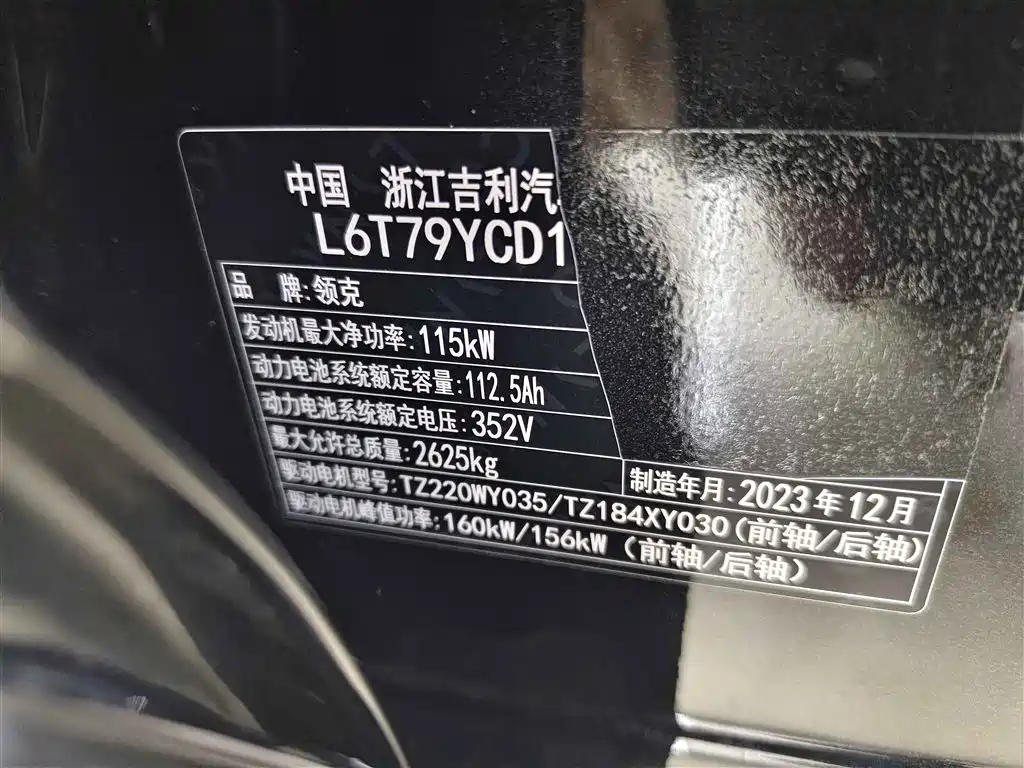 中国 浙江吉利汽
L6T79YCD1
品 牌:领克
发动机最大净功率:115kW
动力电池系统额定容量:112.5Ah
动力电池系统额定电压:352V
最大允许总质量:2625kg
制造年月:2023年12月
驱动电机型号:TZ220WY035/TZ184XY030(前轴/后轴)
驱动电机峰值功率:160kW/156kW (前轴/后轴)